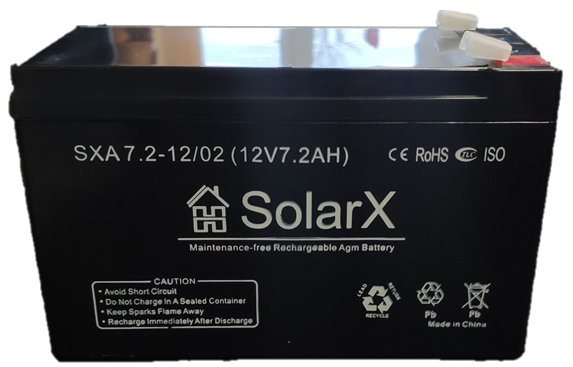 SXA 7.2-12/02 (12V7.2AH)
CE RoHS TLC ISO
SolarX
Maintenance-free Rechargeable Agm Battery
CAUTION
• Avoid Short Circuit
• Do Not Charge In A Sealed Container
• Keep Sparks Flame Away
• Recharge Immediately After Discharge
LEAD RETURN
RECYCLE
Pb Pb
Made in China